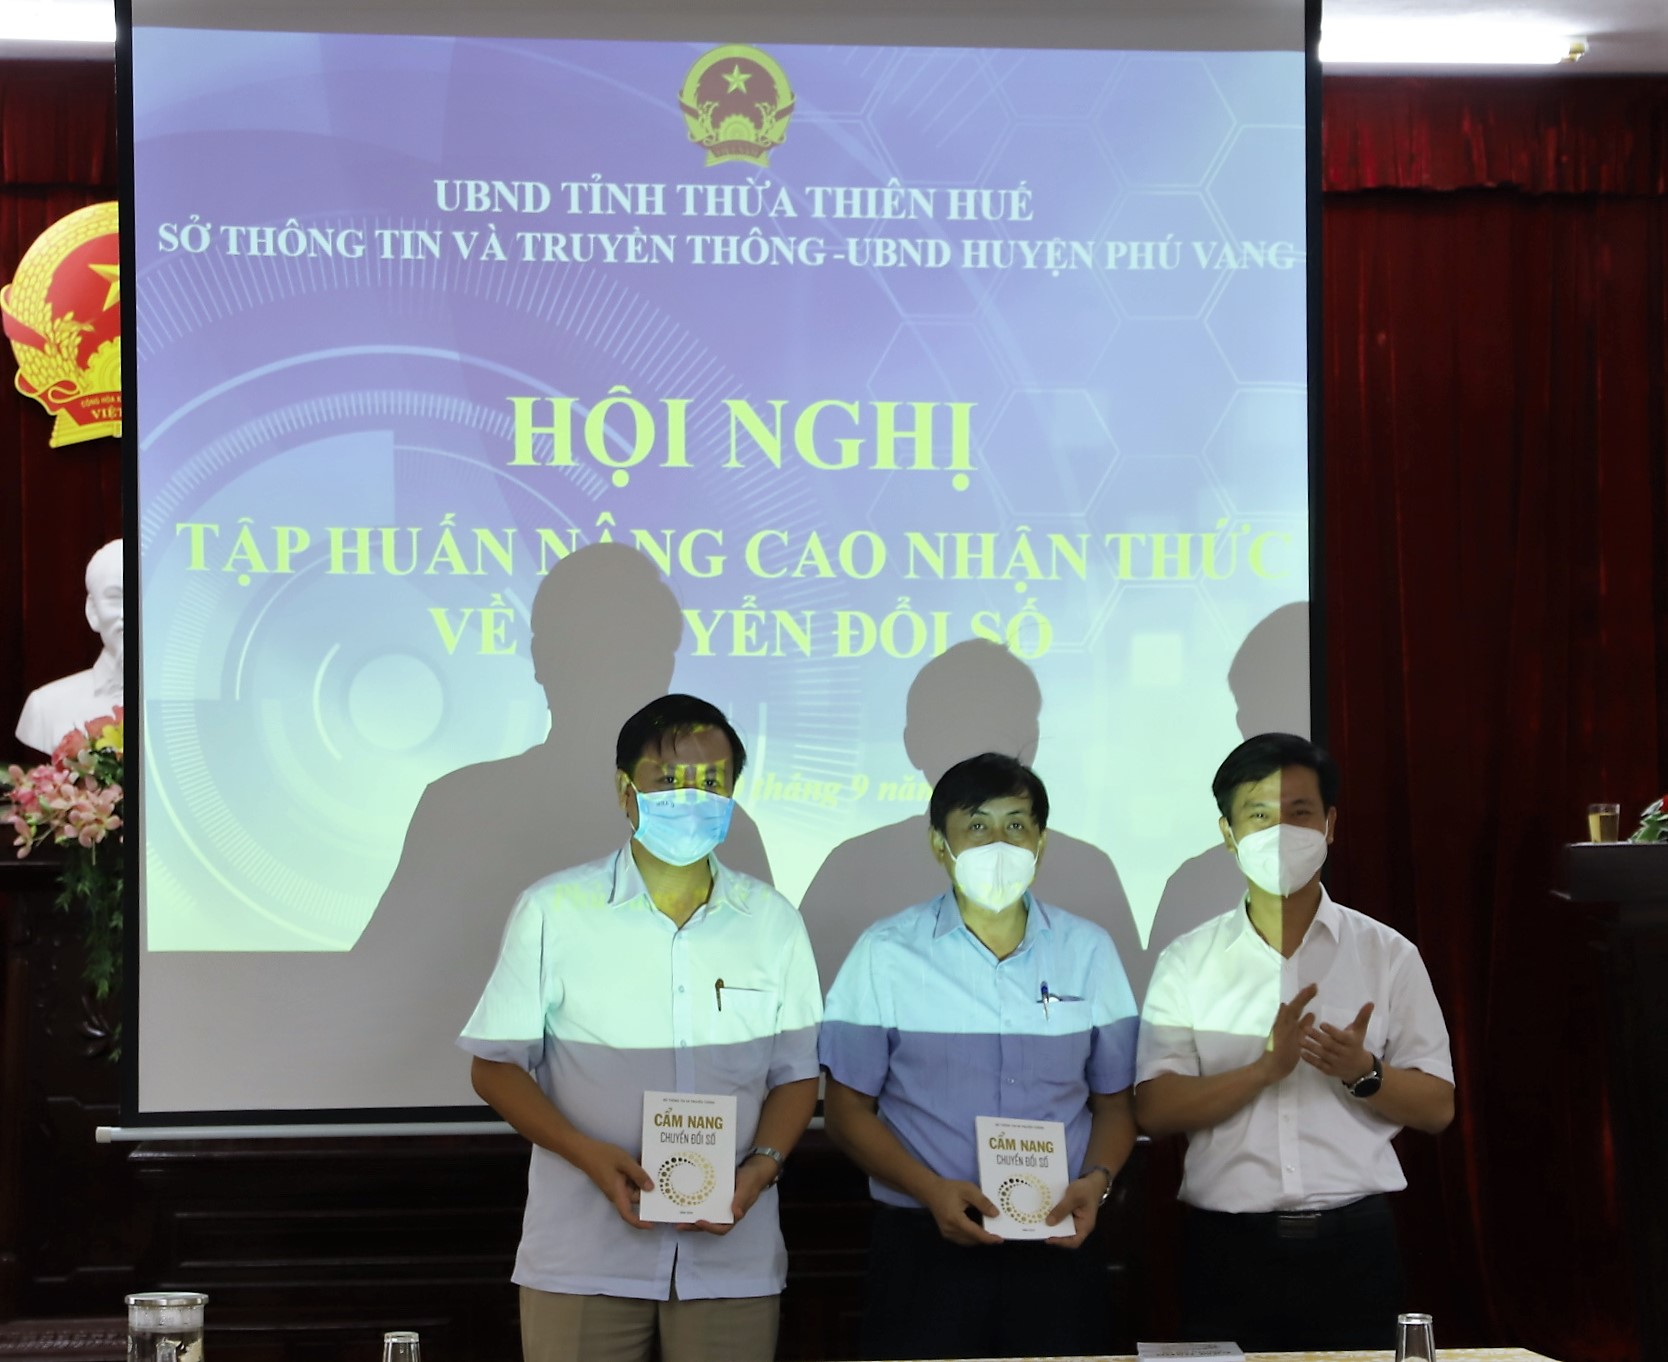 UBND TỈNH THỪA THIÊN HUẾ
SỞ THÔNG TIN VÀ TRUYỀN THÔNG -UBND HUYỆN PHÚ VANG
HỘI NGHỊ
TẬP HUẤN NÂNG CAO NHẬN THỨC
VỀ YỂN ĐỔI SỐ
tháng 9 năm
VIỆT
CẨM NANG
CHUYỂN ĐỔI SỐ
CẨM NANG
CHUYỂN ĐỔI SỐ